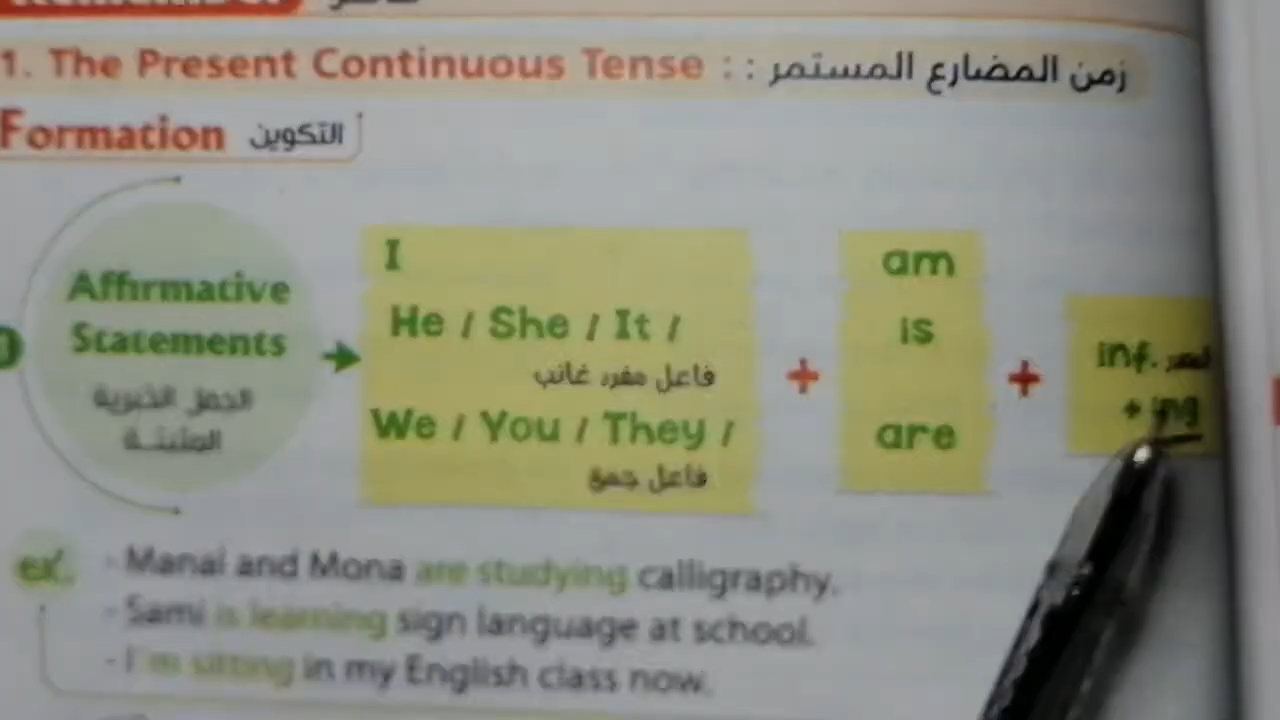 Remember
1. The Present Continuous Tense : : زمن المضارع المستمر
Formation التكوين
Affirmative
Statements
الجمل الخبرية
المثبتة
I
He / She / It /
فاعل مفرد غائب
We / You / They /
فاعل جمع
+
am
is
are
+
inf.
+ ing
ex.
- Manal and Mona are studying calligraphy.
- Sami is learning sign language at school.
- I'm sitting in my English class now.